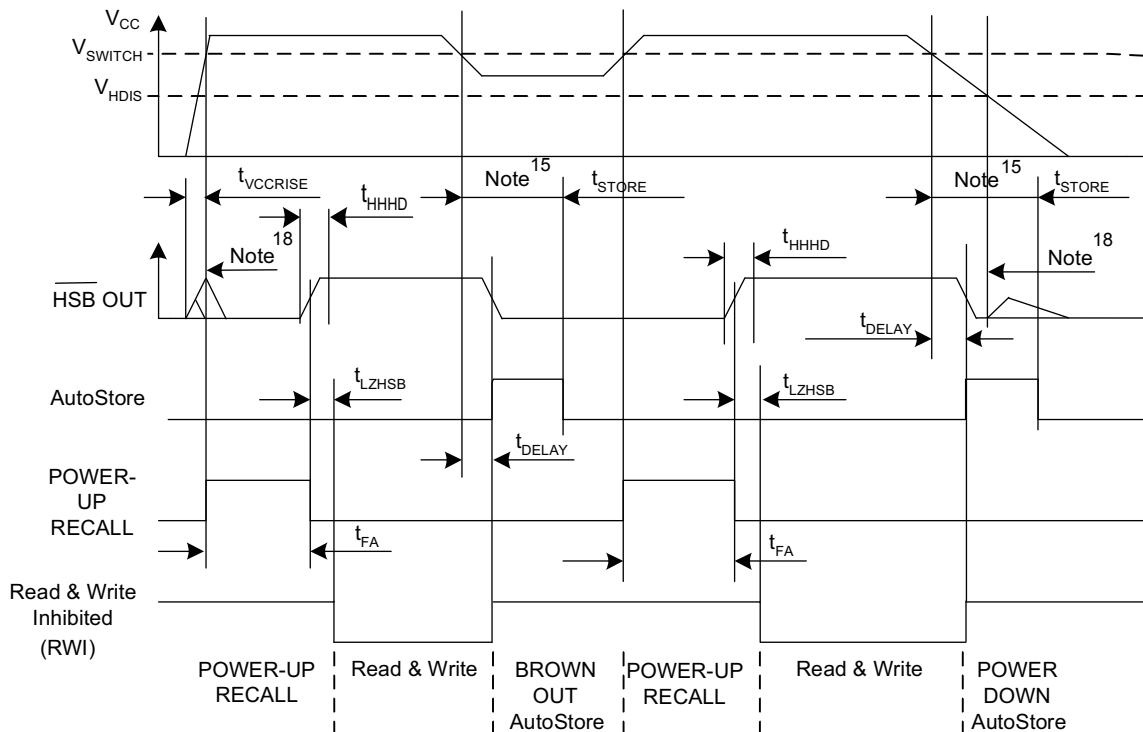 VCC
VSWITCH
VHDIS
tVCCRISE
Note15
tSTORE
Note15
tSTORE
tHHHD
Note18
tHHHD
Note18
HSB OUT
tDELAY
tLZHSB
tLZHSB
AutoStore
tDELAY
POWER-
UP
RECALL
tFA
tFA
Read & Write
Inhibited
(RWI)
POWER-UP
RECALL
Read & Write
BROWN
OUT
AutoStore
POWER-UP
RECALL
Read & Write
POWER
DOWN
AutoStore